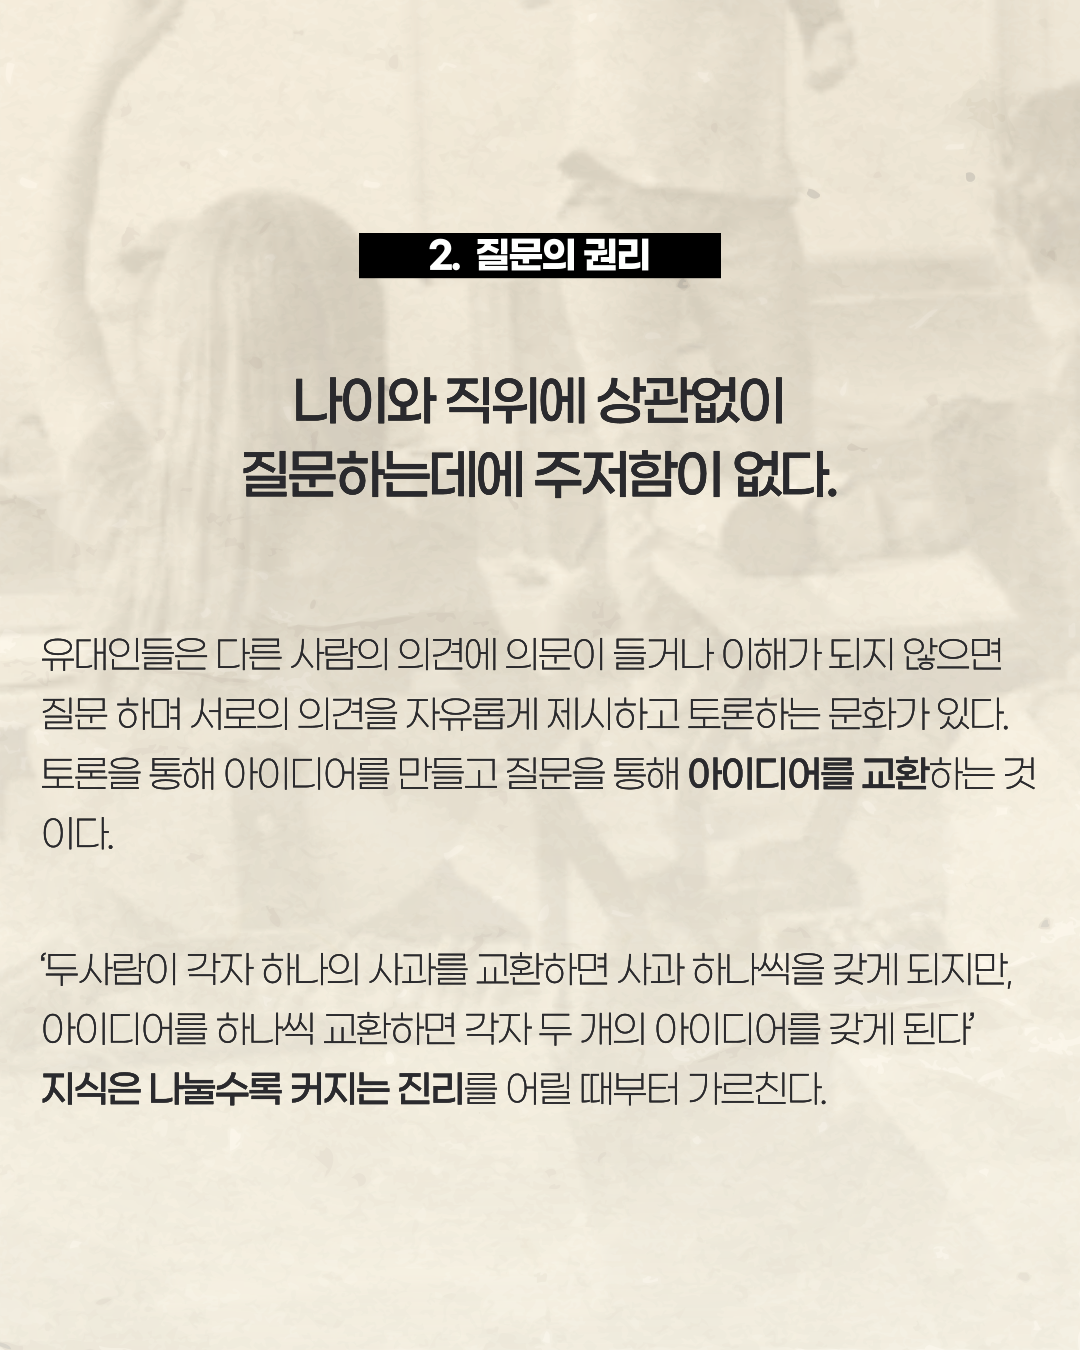 2. 질문의 권리
나이와 직위에 상관없이
질문하는데에 주저함이 없다.
유대인들은 다른 사람의 의견에 의문이 들거나 이해가 되지 않으면
질문 하며 서로의 의견을 자유롭게 제시하고 토론하는 문화가 있다.
토론을 통해 아이디어를 만들고 질문을 통해 아이디어를 교환하는 것
이다.
‘두사람이 각자 하나의 사과를 교환하면 사과 하나씩을 갖게 되지만,
아이디어를 하나씩 교환하면 각자 두 개의 아이디어를 갖게 된다’
지식은 나눌수록 커지는 진리를 어릴 때부터 가르친다.